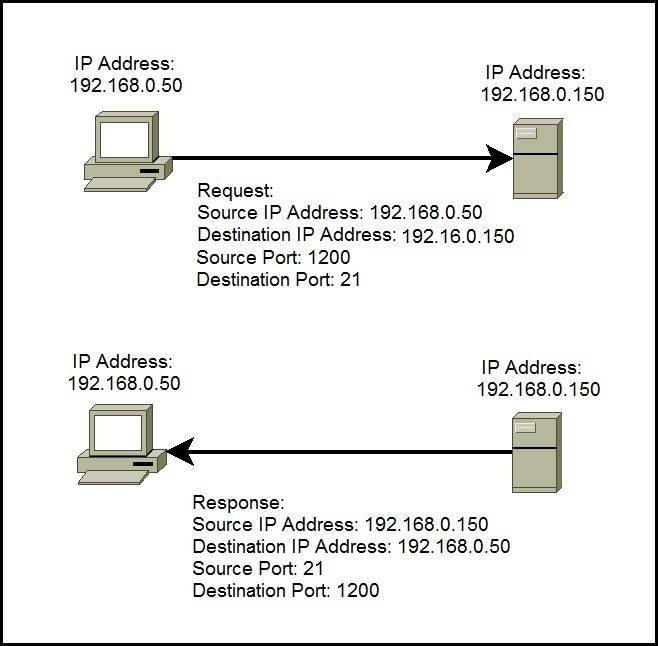 IP Address:
192.168.0.50
IP Address:
192.168.0.150
Request:
Source IP Address: 192.168.0.50
Destination IP Address: 192.16.0.150
Source Port: 1200
Destination Port: 21
IP Address:
192.168.0.50
IP Address:
192.168.0.150
Response:
Source IP Address: 192.168.0.150
Destination IP Address: 192.168.0.50
Source Port: 21
Destination Port: 1200